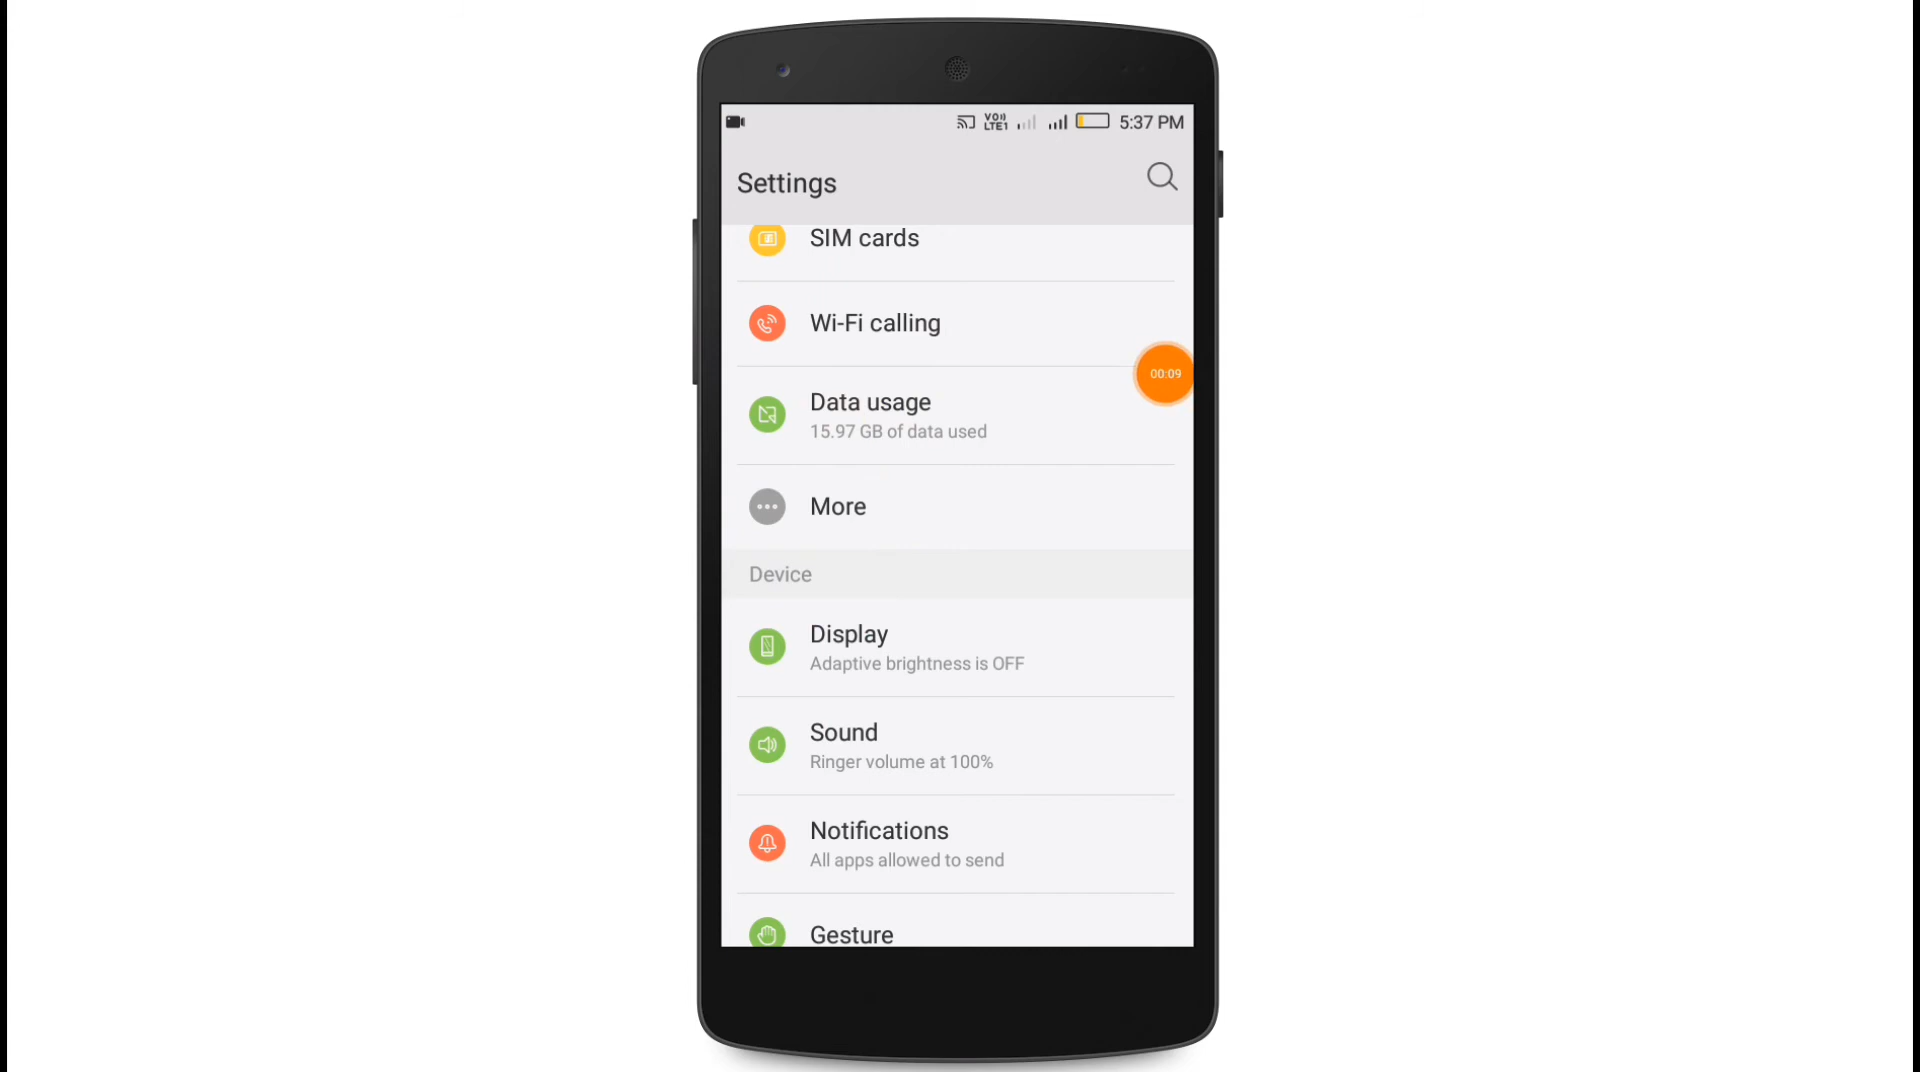 VO)) LTE1 5:37 PM
Settings
SIM cards
Wi-Fi calling
00:09
Data usage
15.97 GB of data used
More
Device
Display
Adaptive brightness is OFF
Sound
Ringer volume at 100%
Notifications
All apps allowed to send
Gesture